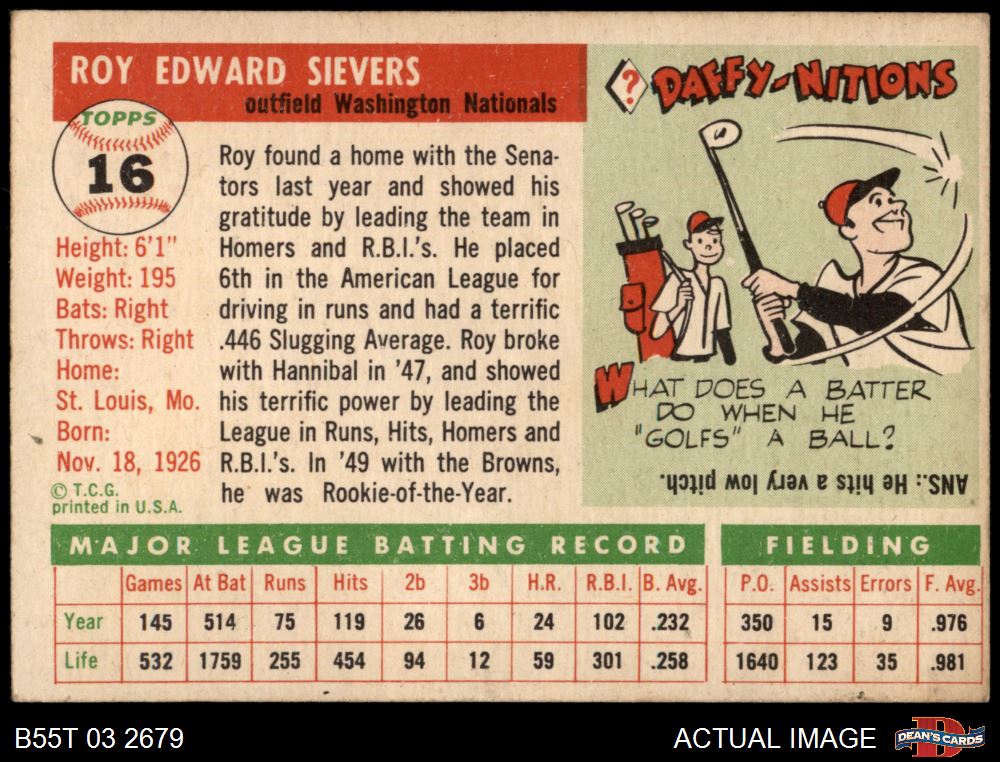 ROY EDWARD SIEVERS
outfield Washington Nationals
TOPPS
16
Height: 6'1"
Weight: 195
Bats: Right
Throws: Right
Home:
St. Louis, Mo.
Born:
Nov. 18, 1926
© T.C.G.
printed in U.S.A.
Roy found a home with the Sena-
tors last year and showed his
gratitude by leading the team in
Homers and R.B.I.'s. He placed
6th in the American League for
driving in runs and had a terrific
.446 Slugging Average. Roy broke
with Hannibal in '47, and showed
his terrific power by leading the
League in Runs, Hits, Homers and
R.B.I.'s. In '49 with the Browns,
he was Rookie-of-the-Year.
? DAFFY-NITIONS
WHAT DOES A BATTER
DO WHEN HE
"GOLFS" A BALL?
ANS.: He hits a very low pitch.
MAJOR LEAGUE BATTING RECORD FIELDING
Games At Bat Runs Hits 2b 3b H.R. R.B.I. B. Avg. P.O. Assists Errors F. Avg.
Year 145 514 75 119 26 6 24 102 .232 350 15 9 .976
Life 532 1759 255 454 94 12 59 301 .258 1640 123 35 .981
B55T 03 2679 ACTUAL IMAGE DEAN'S CARDS